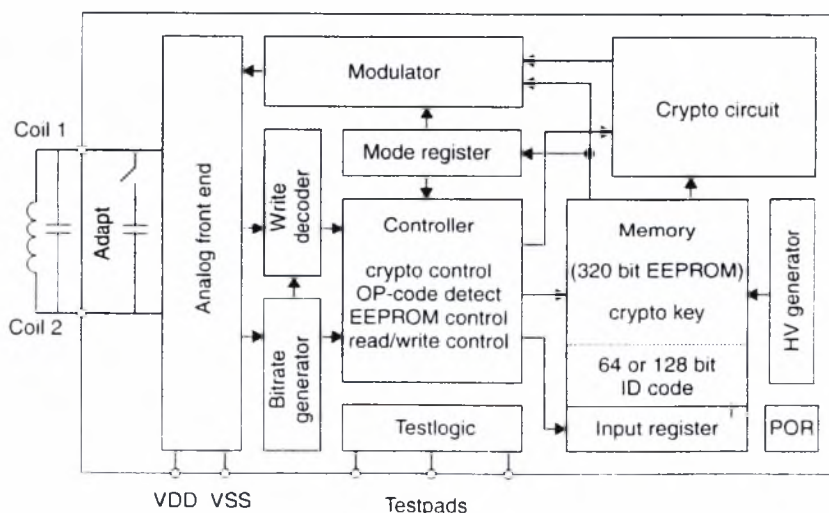 Modulator
Crypto circuit
Coil 1
Mode register
Adapt
Analog front end
Write
decoder
Controller
crypto control
OP-code detect
EEPROM control
read/write control
Memory
(320 bit EEPROM)
crypto key
64 or 128 bit
ID code
HV generator
Coil 2
Bitrate
generator
Testlogic
Input register
POR
VDD VSS
Testpads